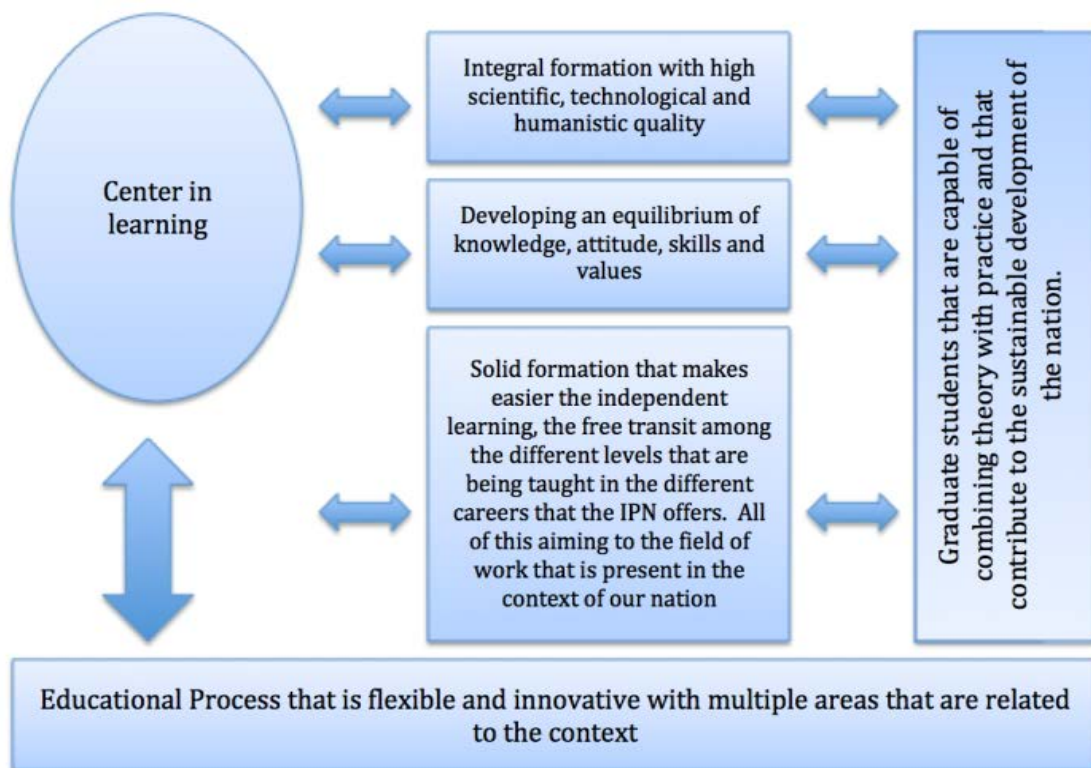 Center in
learning
Integral formation with high
scientific, technological and
humanistic quality
Developing an equilibrium of
knowledge, attitude, skills and
values
Solid formation that makes
easier the independent
learning, the free transit among
the different levels that are
being taught in the different
careers that the IPN offers.  All
of this aiming to the field of
work that is present in the
context of our nation
Graduate students that are capable of
combining theory with practice and that
contribute to the sustainable development of
the nation.
Educational Process that is flexible and innovative with multiple areas that are related
to the context